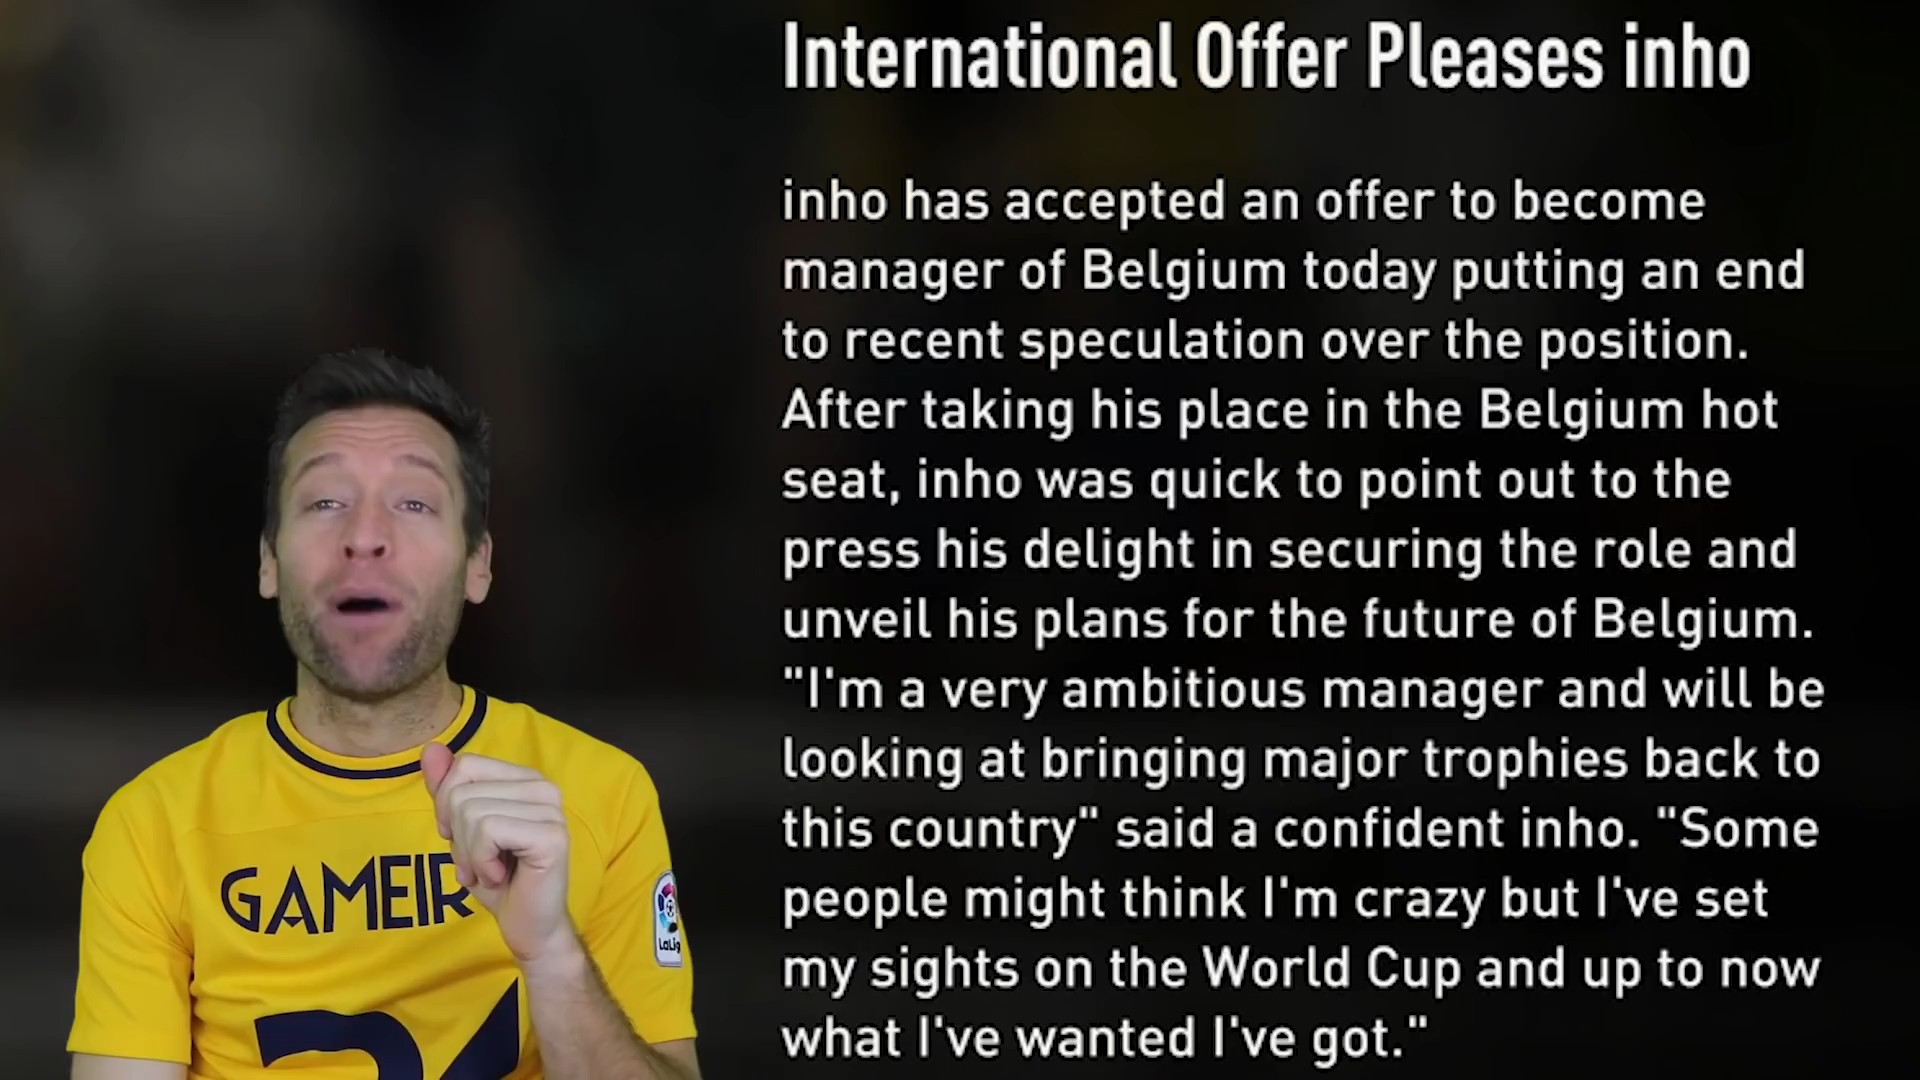 International Offer Pleases inho
inho has accepted an offer to become
manager of Belgium today putting an end
to recent speculation over the position.
After taking his place in the Belgium hot
seat, inho was quick to point out to the
press his delight in securing the role and
unveil his plans for the future of Belgium.
"I'm a very ambitious manager and will be
looking at bringing major trophies back to
this country" said a confident inho. "Some
people might think I'm crazy but I've set
my sights on the World Cup and up to now
what I've wanted I've got."
GAMEIR
LaLig